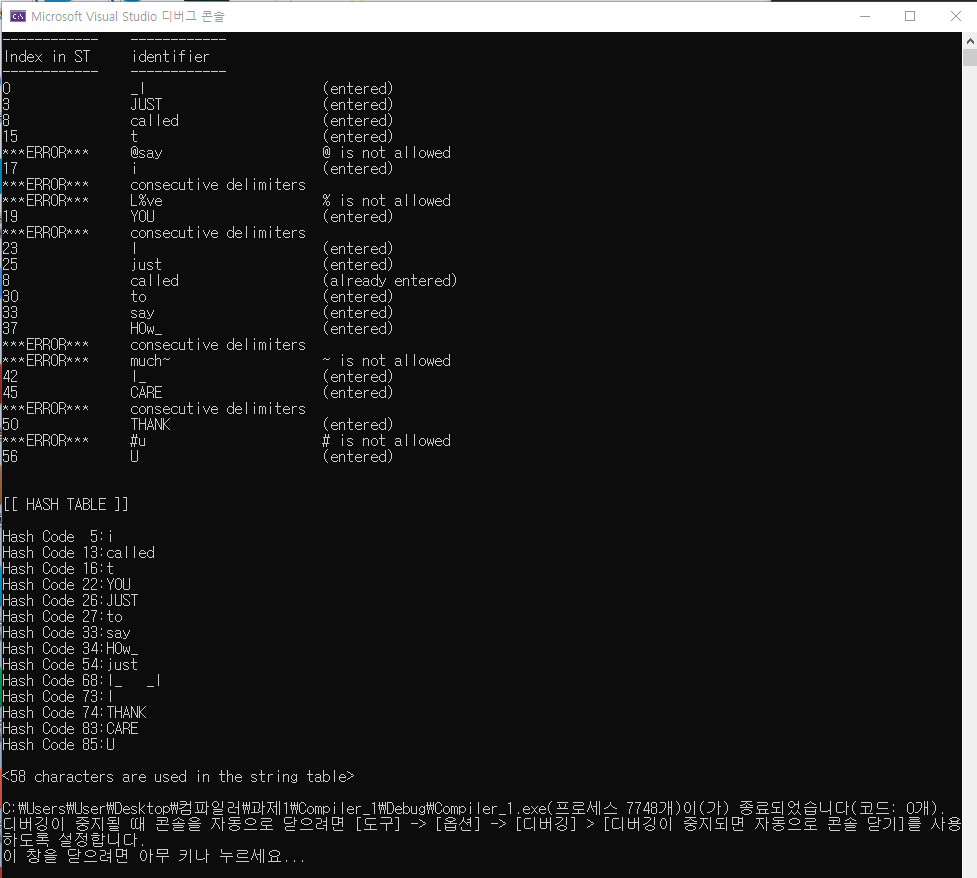 Microsoft Visual Studio 디버그 콘솔
------------ ------------
Index in ST identifier
------------ ------------
0 _I (entered)
3 JUST (entered)
8 called (entered)
15 t (entered)
***ERROR*** @say @ is not allowed
17 i (entered)
***ERROR*** consecutive delimiters
***ERROR*** L%ve % is not allowed
19 YOU (entered)
***ERROR*** consecutive delimiters
23 I (entered)
25 just (entered)
8 called (already entered)
30 to (entered)
33 say (entered)
37 HOw_ (entered)
***ERROR*** consecutive delimiters
***ERROR*** much~ ~ is not allowed
42 I_ (entered)
45 CARE (entered)
***ERROR*** consecutive delimiters
50 THANK (entered)
***ERROR*** #u # is not allowed
56 U (entered)
[[ HASH TABLE ]]
Hash Code 5:i
Hash Code 13:called
Hash Code 16:t
Hash Code 22:YOU
Hash Code 26:JUST
Hash Code 27:to
Hash Code 33:say
Hash Code 34:HOw_
Hash Code 54:just
Hash Code 68:I_ _I
Hash Code 73:I
Hash Code 74:THANK
Hash Code 83:CARE
Hash Code 85:U
<58 characters are used in the string table>
C:₩Users₩User₩Desktop₩컴파일러₩과제1₩Compiler_1₩Debug₩Compiler_1.exe(프로세스 7748개)이(가) 종료되었습니다(코드: 0개).
디버깅이 중지될 때 콘솔을 자동으로 닫으려면 [도구] -> [옵션] -> [디버깅] > [디버깅이 중지되면 자동으로 콘솔 닫기]를 사용
하도록 설정합니다.
이 창을 닫으려면 아무 키나 누르세요...